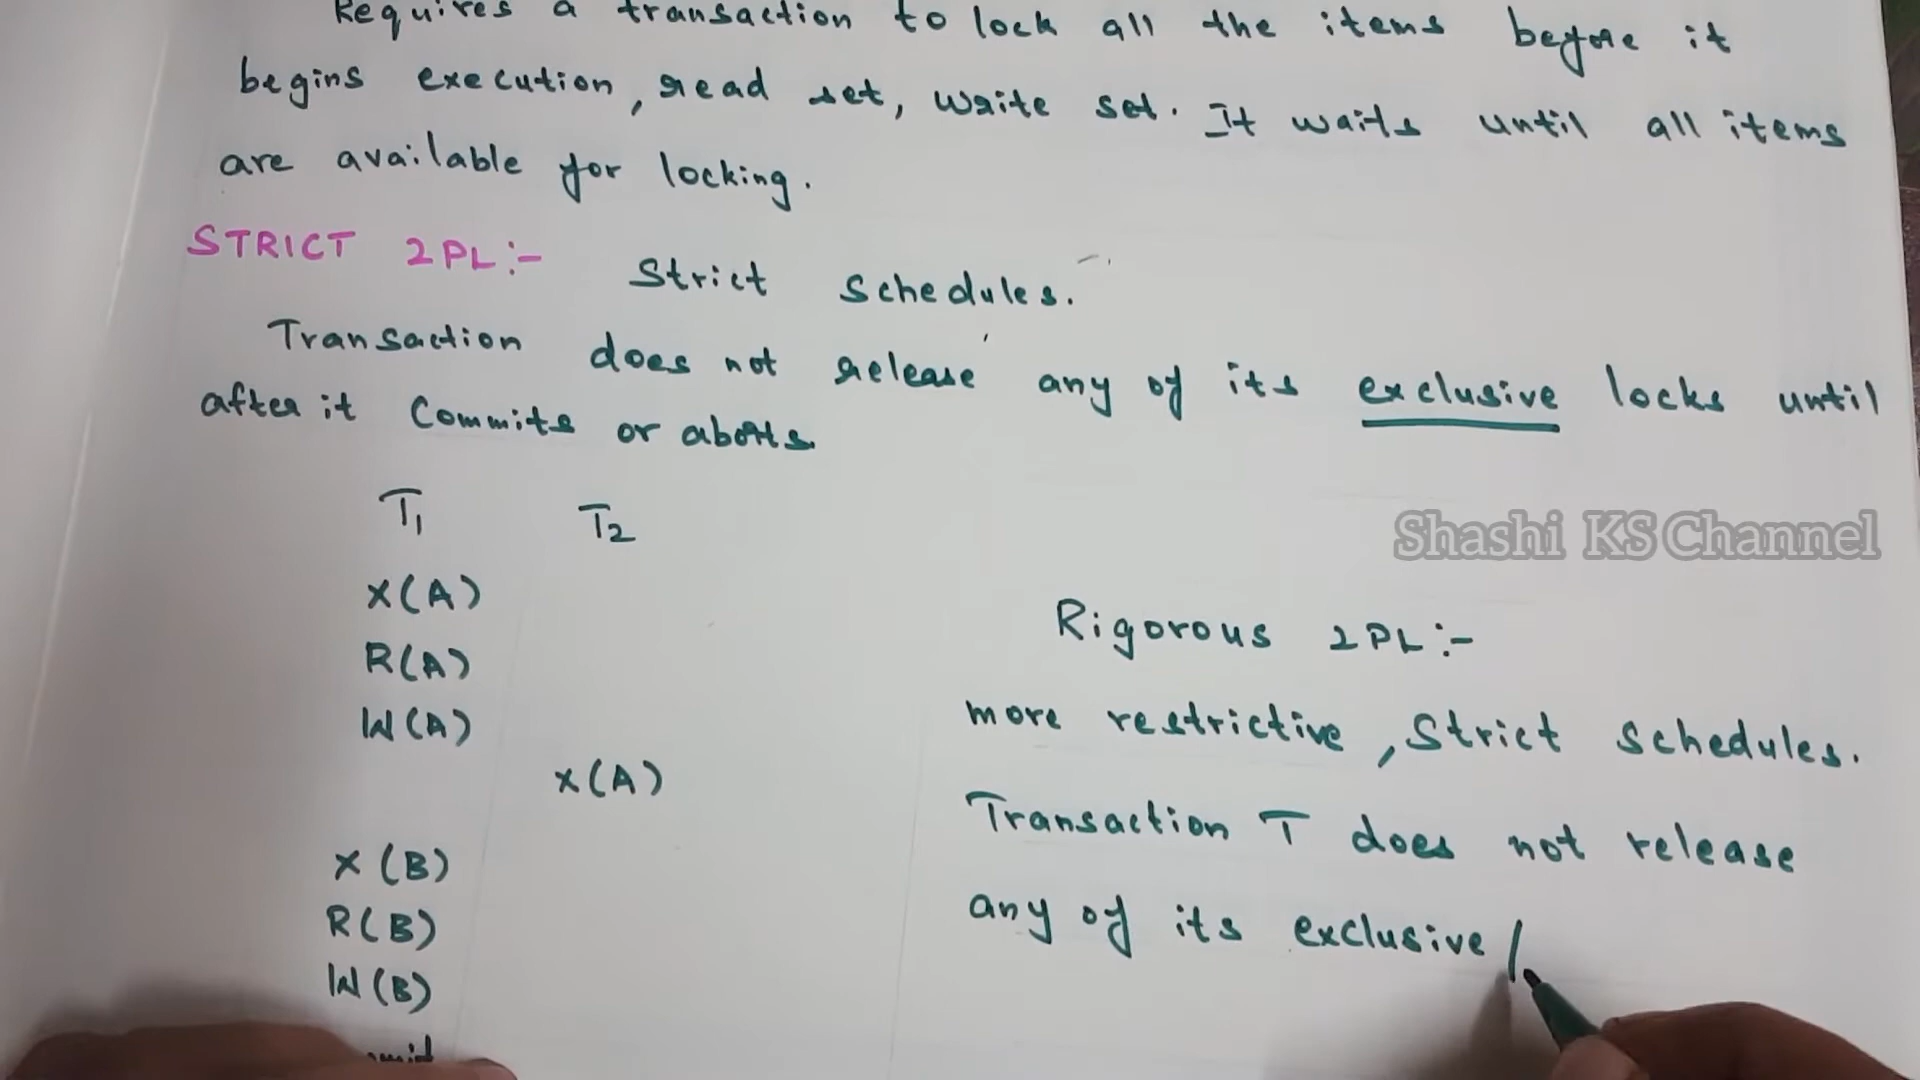 Requires a transaction to lock all the items before it
begins execution, read set, write set. It waits until all items
are available for locking.
STRICT 2PL:- Strict schedules.
Transaction does not release any of its exclusive locks until
after it commits or aborts.
T1 T2
X(A)
R(A)
W(A)
X(A)
X(B)
R(B)
W(B)
Shashi KS Channel
Rigorous 2PL:-
more restrictive, Strict schedules.
Transaction T does not release
any of its exclusive /